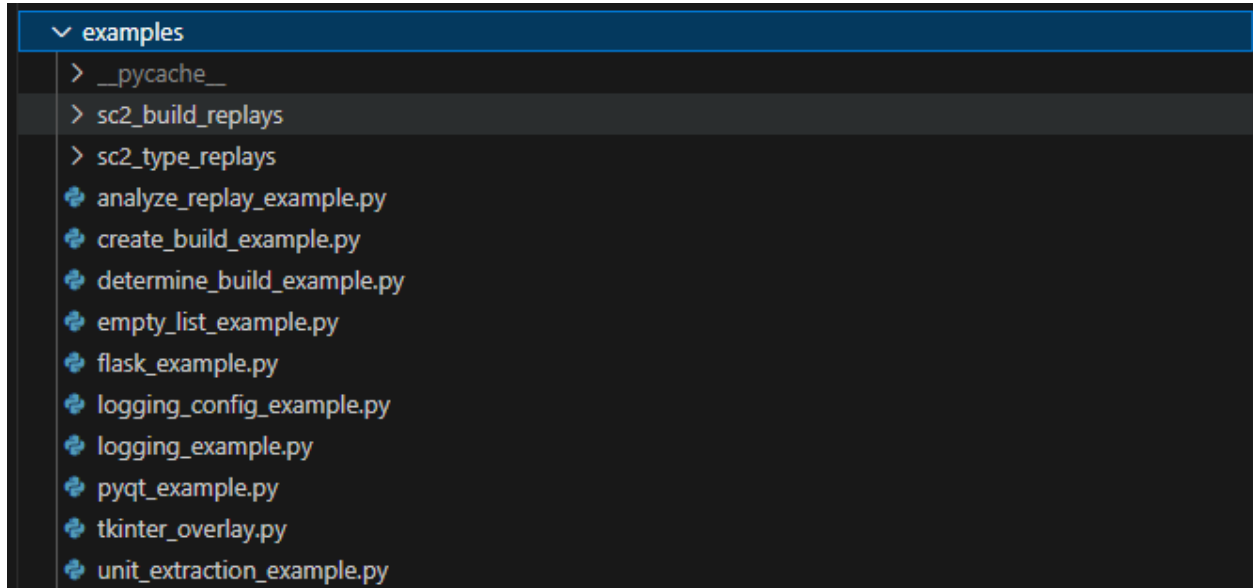 examples
__pycache__
sc2_build_replays
sc2_type_replays
analyze_replay_example.py
create_build_example.py
determine_build_example.py
empty_list_example.py
flask_example.py
logging_config_example.py
logging_example.py
pyqt_example.py
tkinter_overlay.py
unit_extraction_example.py